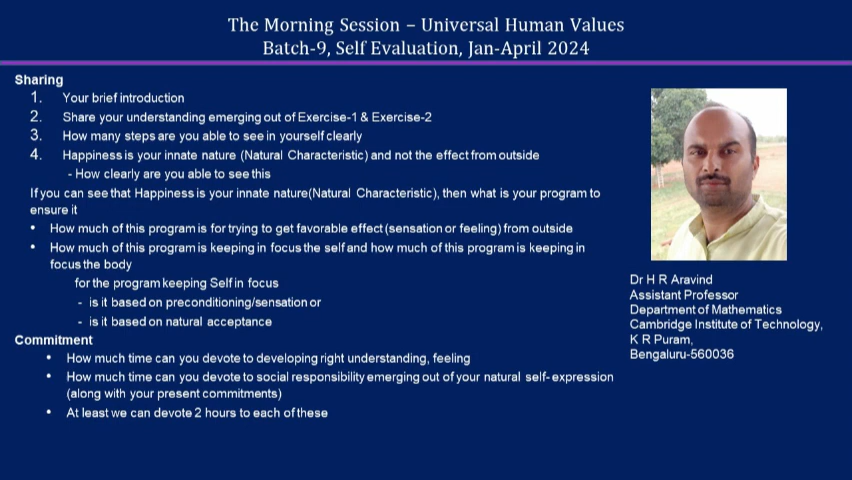 The Morning Session – Universal Human Values
Batch-9, Self Evaluation, Jan-April 2024
Sharing
1. Your brief introduction
2. Share your understanding emerging out of Exercise-1 & Exercise-2
3. How many steps are you able to see in yourself clearly
4. Happiness is your innate nature (Natural Characteristic) and not the effect from outside
- How clearly are you able to see this
If you can see that Happiness is your innate nature(Natural Characteristic), then what is your program to
ensure it
• How much of this program is for trying to get favorable effect (sensation or feeling) from outside
• How much of this program is keeping in focus the self and how much of this program is keeping in
focus the body
for the program keeping Self in focus
- is it based on preconditioning/sensation or
- is it based on natural acceptance
Commitment
• How much time can you devote to developing right understanding, feeling
• How much time can you devote to social responsibility emerging out of your natural self-expression
(along with your present commitments)
• At least we can devote 2 hours to each of these
Dr H R Aravind
Assistant Professor
Department of Mathematics
Cambridge Institute of Technology,
K R Puram,
Bengaluru-560036